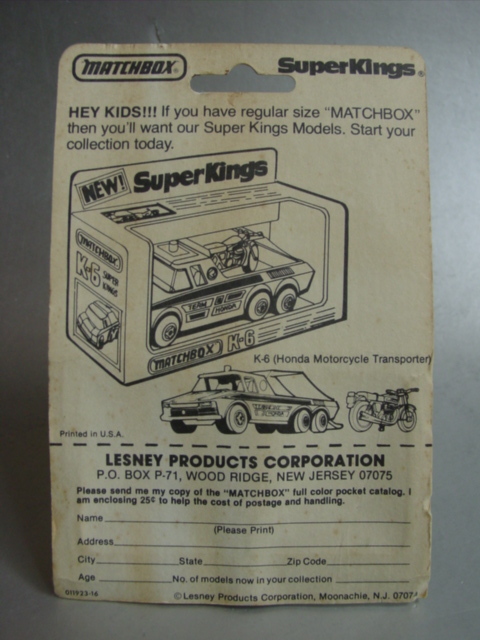 MATCHBOX® SuperKings®
HEY KIDS!!! If you have regular size "MATCHBOX"
then you'll want our Super Kings Models. Start your
collection today.
NEW! SuperKings
MATCHBOX
K-6 SUPER
KINGS
TEAM HONDA
MATCHBOX K-6
K-6 (Honda Motorcycle Transporter)
Printed in U.S.A.
LESNEY PRODUCTS CORPORATION
P.O. BOX P-71, WOOD RIDGE, NEW JERSEY 07075
Please send me my copy of the "MATCHBOX" full color pocket catalog. I
am enclosing 25¢ to help the cost of postage and handling.
Name
(Please Print)
Address
City State Zip Code
Age No. of models now in your collection
011923-16 © Lesney Products Corporation, Moonachie, N.J. 07074